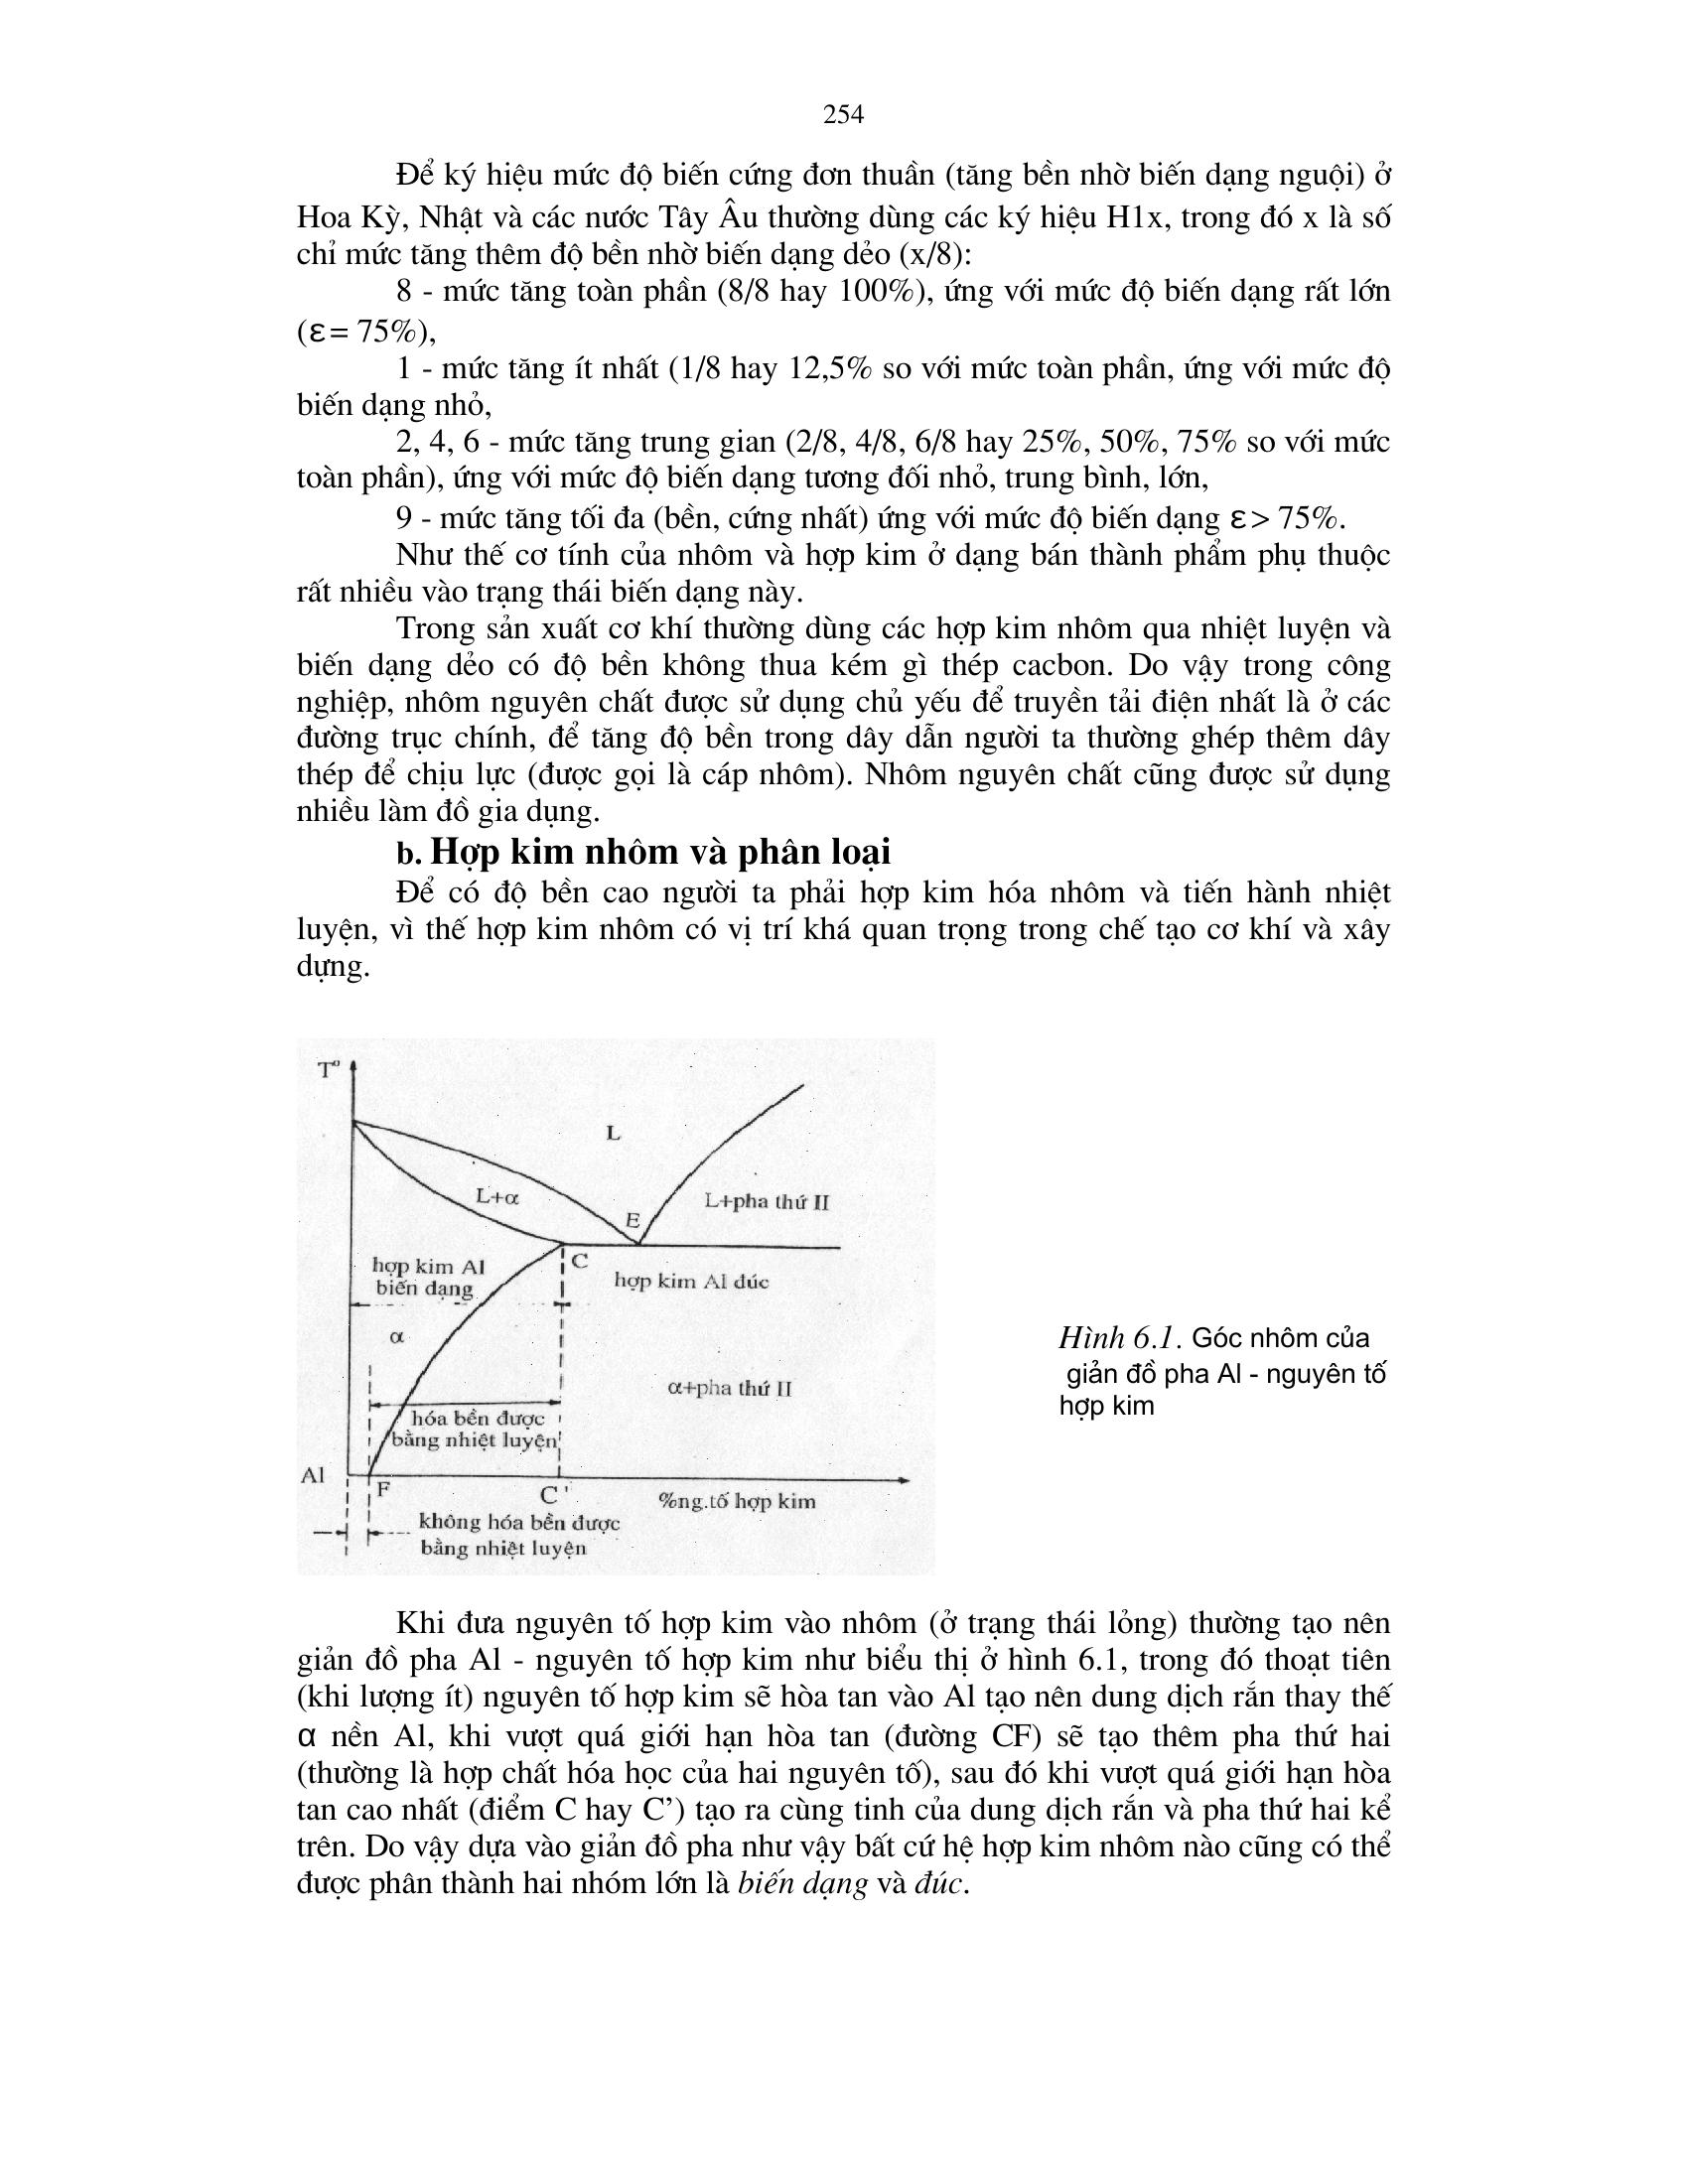 254
Để ký hiệu mức độ biến cứng đơn thuần (tăng bền nhờ biến dạng nguội) ở
Hoa Kỳ, Nhật và các nước Tây Âu thường dùng các ký hiệu H1x, trong đó x là số
chỉ mức tăng thêm độ bền nhờ biến dạng dẻo (x/8):
8 - mức tăng toàn phần (8/8 hay 100%), ứng với mức độ biến dạng rất lớn
(ε = 75%),
1 - mức tăng ít nhất (1/8 hay 12,5% so với mức toàn phần, ứng với mức độ
biến dạng nhỏ,
2, 4, 6 - mức tăng trung gian (2/8, 4/8, 6/8 hay 25%, 50%, 75% so với mức
toàn phần), ứng với mức độ biến dạng tương đối nhỏ, trung bình, lớn,
9 - mức tăng tối đa (bền, cứng nhất) ứng với mức độ biến dạng ε > 75%.
Như thế cơ tính của nhôm và hợp kim ở dạng bán thành phẩm phụ thuộc
rất nhiều vào trạng thái biến dạng này.
Trong sản xuất cơ khí thường dùng các hợp kim nhôm qua nhiệt luyện và
biến dạng dẻo có độ bền không thua kém gì thép cacbon. Do vậy trong công
nghiệp, nhôm nguyên chất được sử dụng chủ yếu để truyền tải điện nhất là ở các
đường trục chính, để tăng độ bền trong dây dẫn người ta thường ghép thêm dây
thép để chịu lực (được gọi là cáp nhôm). Nhôm nguyên chất cũng được sử dụng
nhiều làm đồ gia dụng.
b. Hợp kim nhôm và phân loại
Để có độ bền cao người ta phải hợp kim hóa nhôm và tiến hành nhiệt
luyện, vì thế hợp kim nhôm có vị trí khá quan trọng trong chế tạo cơ khí và xây
dựng.
T°
L
L+α
E
L+pha thứ II
C
hợp kim Al
biến dạng
hợp kim Al đúc
α
α+pha thứ II
hóa bền được
bằng nhiệt luyện
Al
F
C'
%ng.tố hợp kim
không hóa bền được
bằng nhiệt luyện
Hình 6.1. Góc nhôm của
giản đồ pha Al - nguyên tố
hợp kim
Khi đưa nguyên tố hợp kim vào nhôm (ở trạng thái lỏng) thường tạo nên
giản đồ pha Al - nguyên tố hợp kim như biểu thị ở hình 6.1, trong đó thoạt tiên
(khi lượng ít) nguyên tố hợp kim sẽ hòa tan vào Al tạo nên dung dịch rắn thay thế
α nền Al, khi vượt quá giới hạn hòa tan (đường CF) sẽ tạo thêm pha thứ hai
(thường là hợp chất hóa học của hai nguyên tố), sau đó khi vượt quá giới hạn hòa
tan cao nhất (điểm C hay C’) tạo ra cùng tinh của dung dịch rắn và pha thứ hai kể
trên. Do vậy dựa vào giản đồ pha như vậy bất cứ hệ hợp kim nhôm nào cũng có thể
được phân thành hai nhóm lớn là biến dạng và đúc.